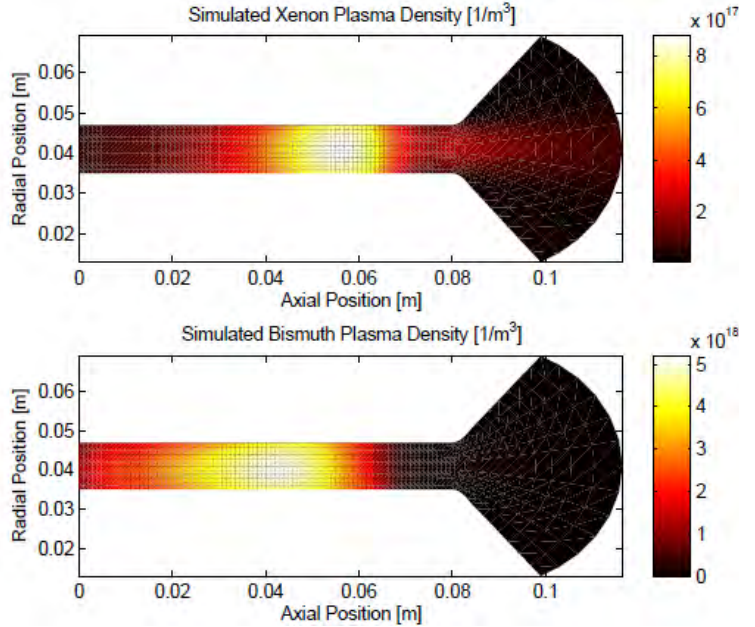 Simulated Xenon Plasma Density [1/m³]
x 10¹⁷
Radial Position [m]
0.06
0.05
0.04
0.03
0.02
0 0.02 0.04 0.06 0.08 0.1
Axial Position [m]
8
6
4
2
Simulated Bismuth Plasma Density [1/m³]
x 10¹⁸
Radial Position [m]
0.06
0.05
0.04
0.03
0.02
0 0.02 0.04 0.06 0.08 0.1
Axial Position [m]
5
4
3
2
1
0